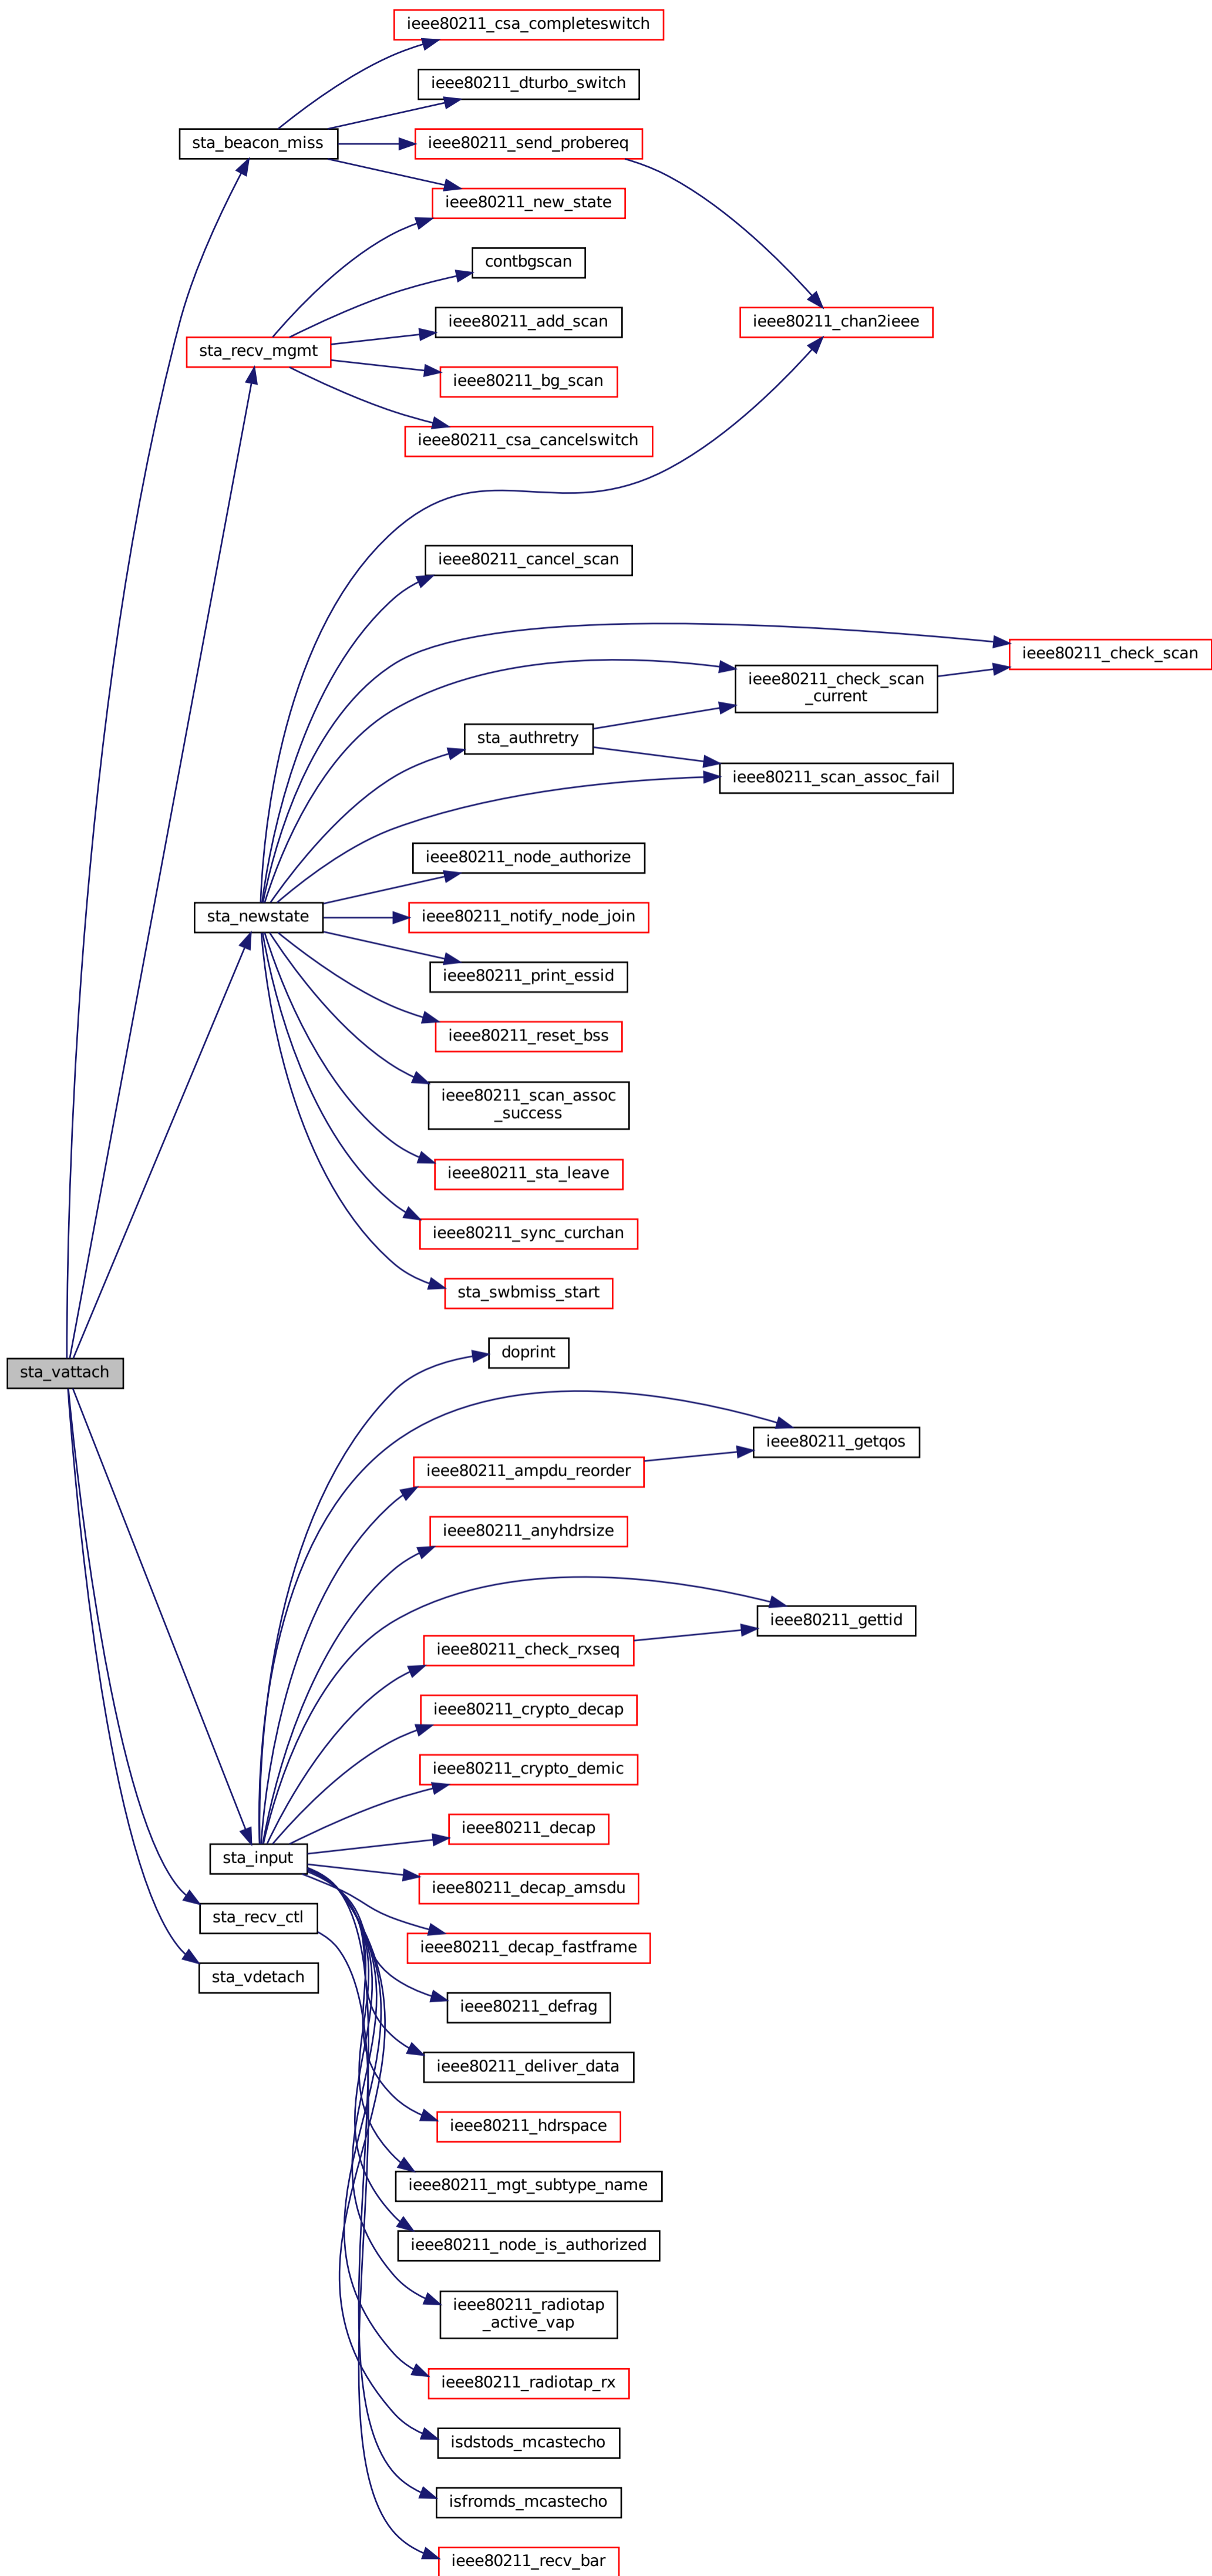 ieee80211_csa_completeswitch
ieee80211_dturbo_switch
sta_beacon_miss
ieee80211_send_probereq
ieee80211_new_state
contbgscan
ieee80211_add_scan
ieee80211_chan2ieee
sta_recv_mgmt
ieee80211_bg_scan
ieee80211_csa_cancelswitch
ieee80211_cancel_scan
ieee80211_check_scan
ieee80211_check_scan
_current
sta_authretry
ieee80211_scan_assoc_fail
ieee80211_node_authorize
sta_newstate
ieee80211_notify_node_join
ieee80211_print_essid
ieee80211_reset_bss
ieee80211_scan_assoc
_success
ieee80211_sta_leave
ieee80211_sync_curchan
sta_swbmiss_start
doprint
sta_vattach
ieee80211_getqos
ieee80211_ampdu_reorder
ieee80211_anyhdrsize
ieee80211_gettid
ieee80211_check_rxseq
ieee80211_crypto_decap
ieee80211_crypto_demic
ieee80211_decap
sta_input
ieee80211_decap_amsdu
sta_recv_ctl
ieee80211_decap_fastframe
sta_vdetach
ieee80211_defrag
ieee80211_deliver_data
ieee80211_hdrspace
ieee80211_mgt_subtype_name
ieee80211_node_is_authorized
ieee80211_radiotap
_active_vap
ieee80211_radiotap_rx
isdstods_mcastecho
isfromds_mcastecho
ieee80211_recv_bar